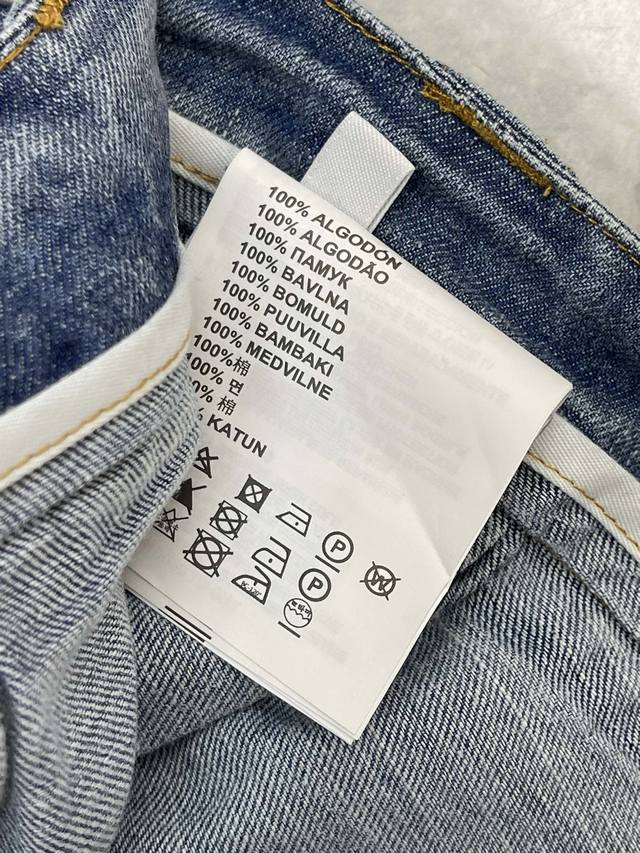 100% ALGODÓN
100% ALGODÃO
100% ПАМУК
100% BAVLNA
100% BOMULD
100% PUUVILLA
100% BAMBAKI
100% MEDVILNE
100%棉
0% 면
0% 棉
% KATUN
P
P
W